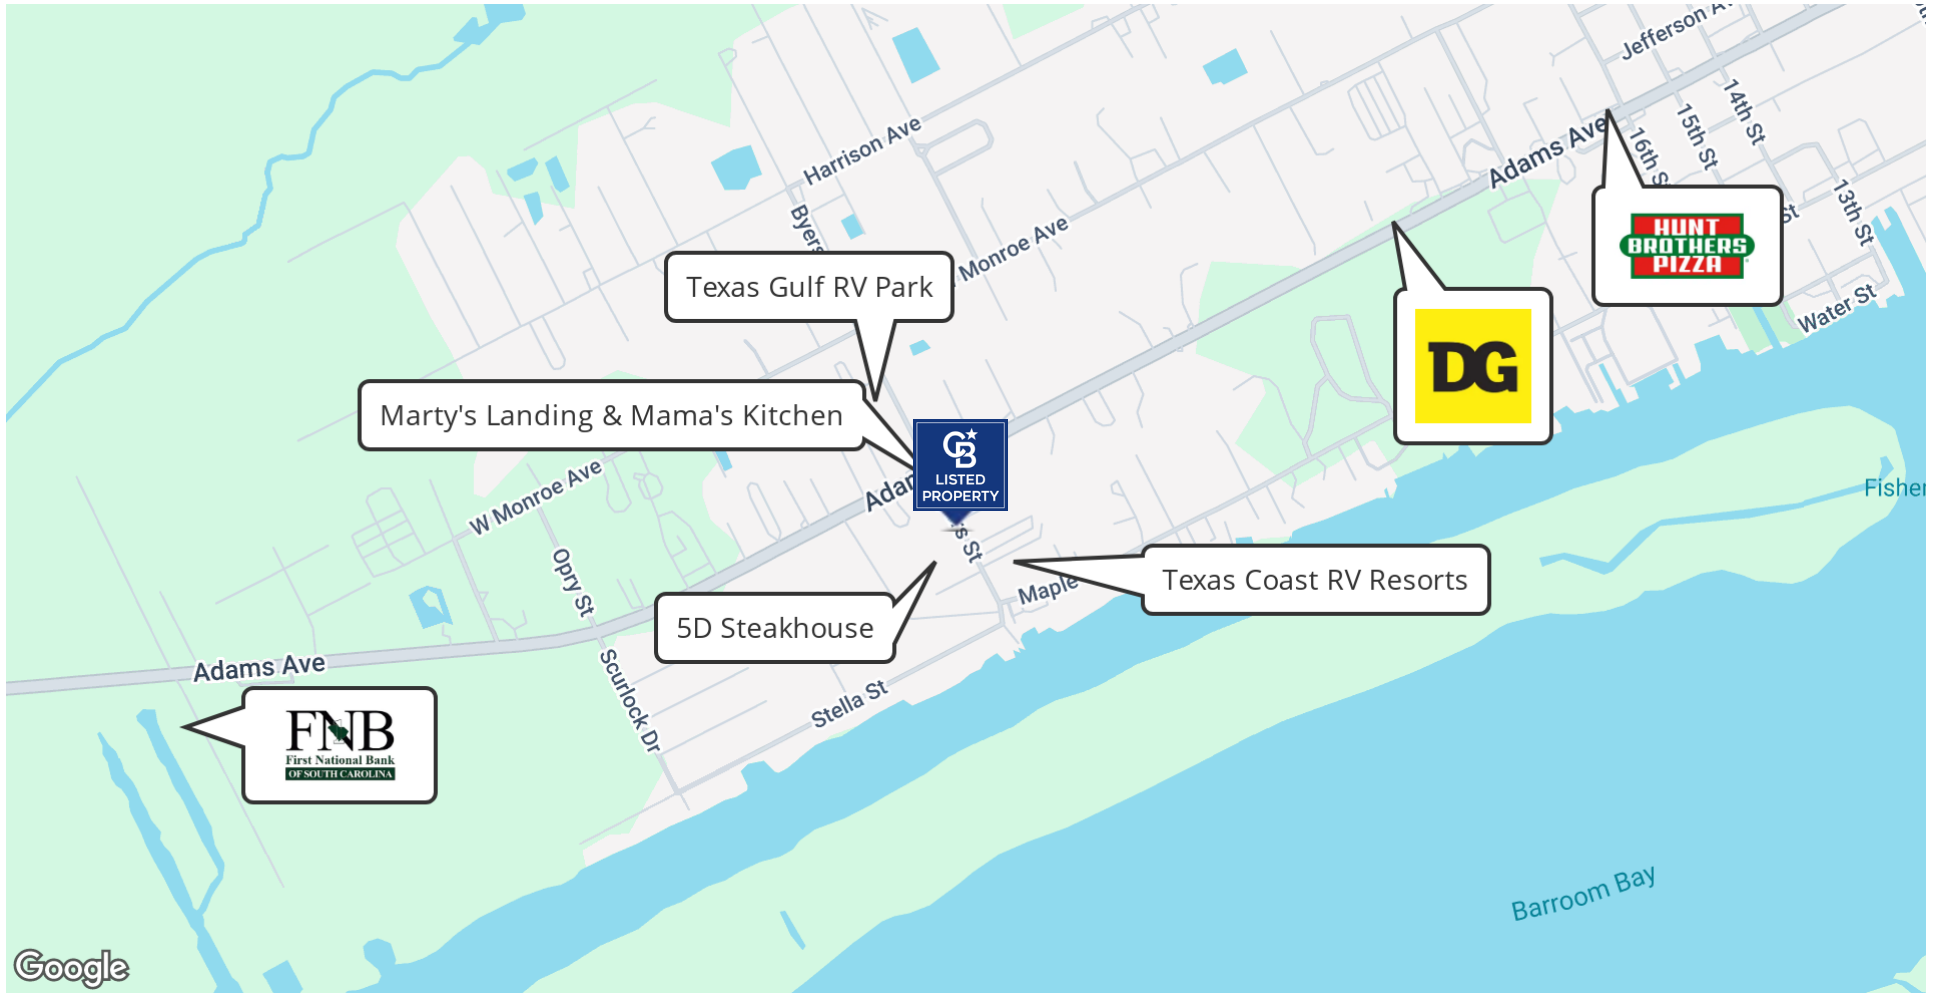 Jefferson
14th St
15th St
Adams Ave
16th S
Harrison Ave
13th St
St
HUNT
BROTHERS
PIZZA
Byers
Monroe Ave
Texas Gulf RV Park
Water St
DG
Marty's Landing & Mama's Kitchen
CB
LISTED
PROPERTY
Adar
W Monroe Ave
Fisher
s St
Opry St
Maple
Texas Coast RV Resorts
5D Steakhouse
Adams Ave
Scurlock Dr
Stella St
FNB
First National Bank
OF SOUTH CAROLINA
Barroom Bay
Google